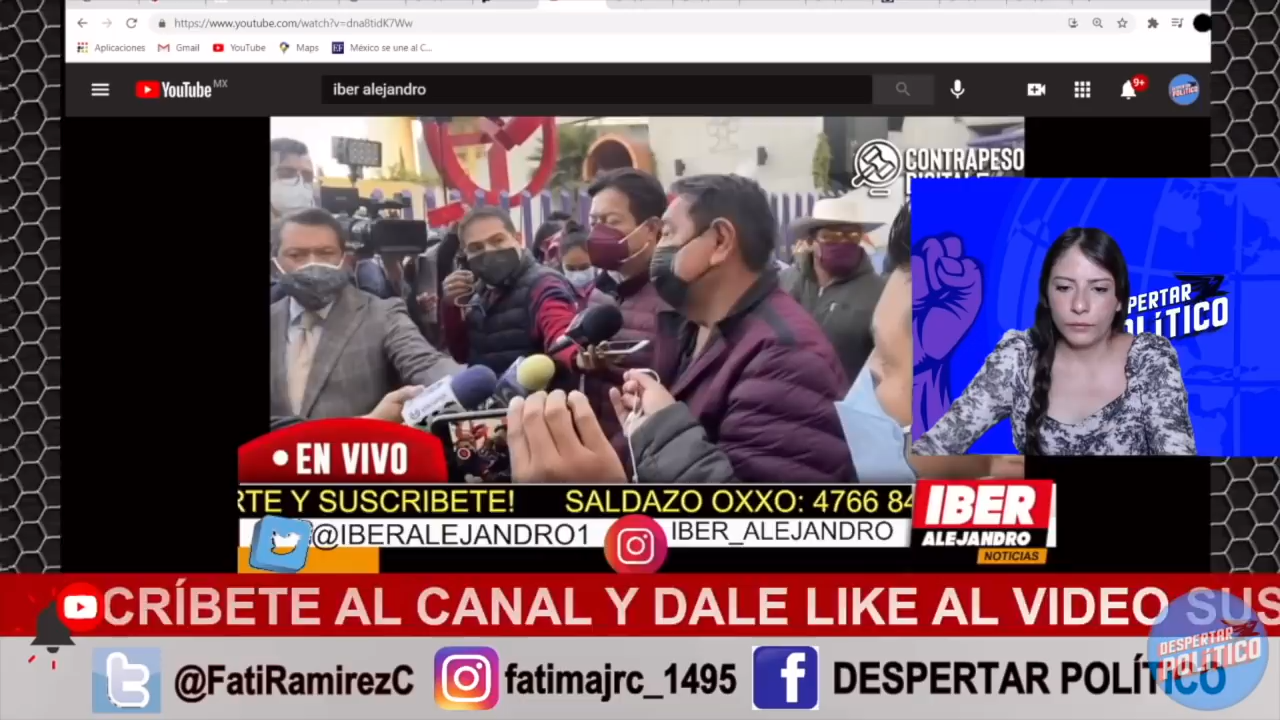 https://www.youtube.com/watch?v=dna8tidK7Ww
Aplicaciones Gmail YouTube Maps EF México se une al C...
YouTube MX iber alejandro 9+
CONTRAPESO
PERTAR
POLÍTICO
EN VIVO
RTE Y SUSCRIBETE! SALDAZO OXXO: 4766 84
@IBERALEJANDRO1 IBER_ALEJANDRO
IBER
ALEJANDRO
NOTICIAS
CRÍBETE AL CANAL Y DALE LIKE AL VIDEO SUS
@FatiRamirezC fatimajrc_1495 DESPERTAR POLÍTICO
DESPERTAR
POLÍTICO